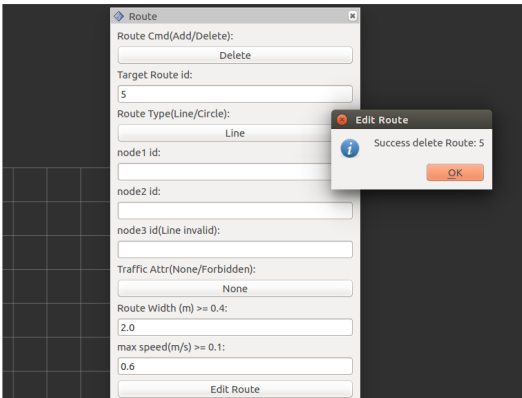 Route
Route Cmd(Add/Delete):
Delete
Target Route id:
5
Route Type(Line/Circle):
Line
node1 id:
node2 id:
node3 id(Line invalid):
Traffic Attr(None/Forbidden):
None
Route Width (m) >= 0.4:
2.0
max speed(m/s) >= 0.1:
0.6
Edit Route
Edit Route
Success delete Route: 5
OK